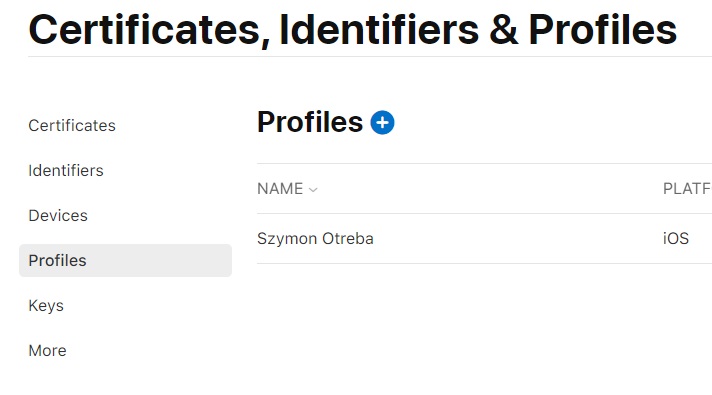 Certificates, Identifiers & Profiles
Certificates
Identifiers
Devices
Profiles
Keys
More
Profiles
NAME PLATF
Szymon Otreba iOS